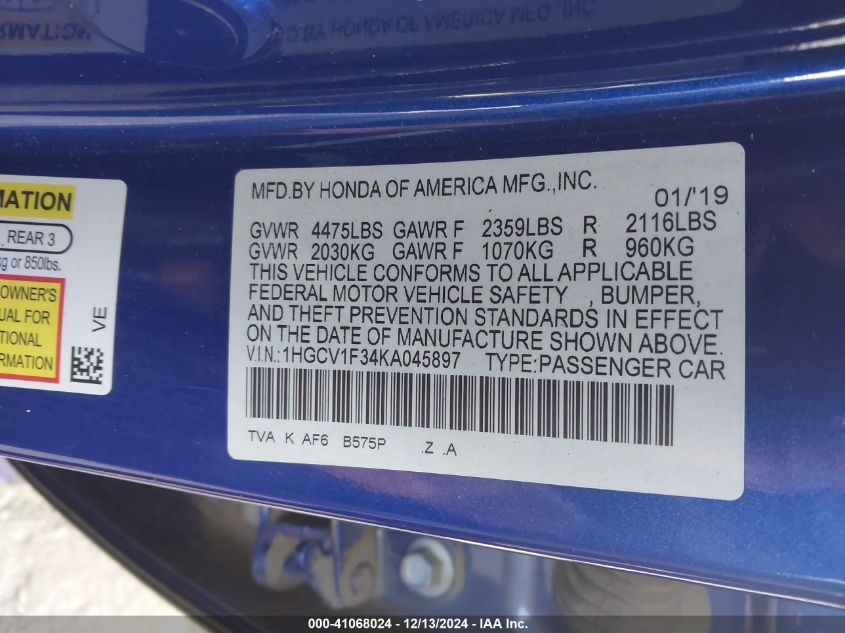 MFD.BY HONDA OF AMERICA MFG.,INC. 01/'19
GVWR 4475LBS GAWR F 2359LBS R 2116LBS
GVWR 2030KG GAWR F 1070KG R 960KG
THIS VEHICLE CONFORMS TO ALL APPLICABLE
FEDERAL MOTOR VEHICLE SAFETY , BUMPER,
AND THEFT PREVENTION STANDARDS IN EFFECT
ON THE DATE OF MANUFACTURE SHOWN ABOVE.
V.I.N.:1HGCV1F34KA045897 TYPE:PASSENGER CAR
TVA K AF6 B575P .Z .A
MATION
REAR 3
kg or 850lbs.
OWNER'S
UAL FOR
TIONAL
RMATION
VE
000-41068024 - 12/13/2024 - IAA Inc.